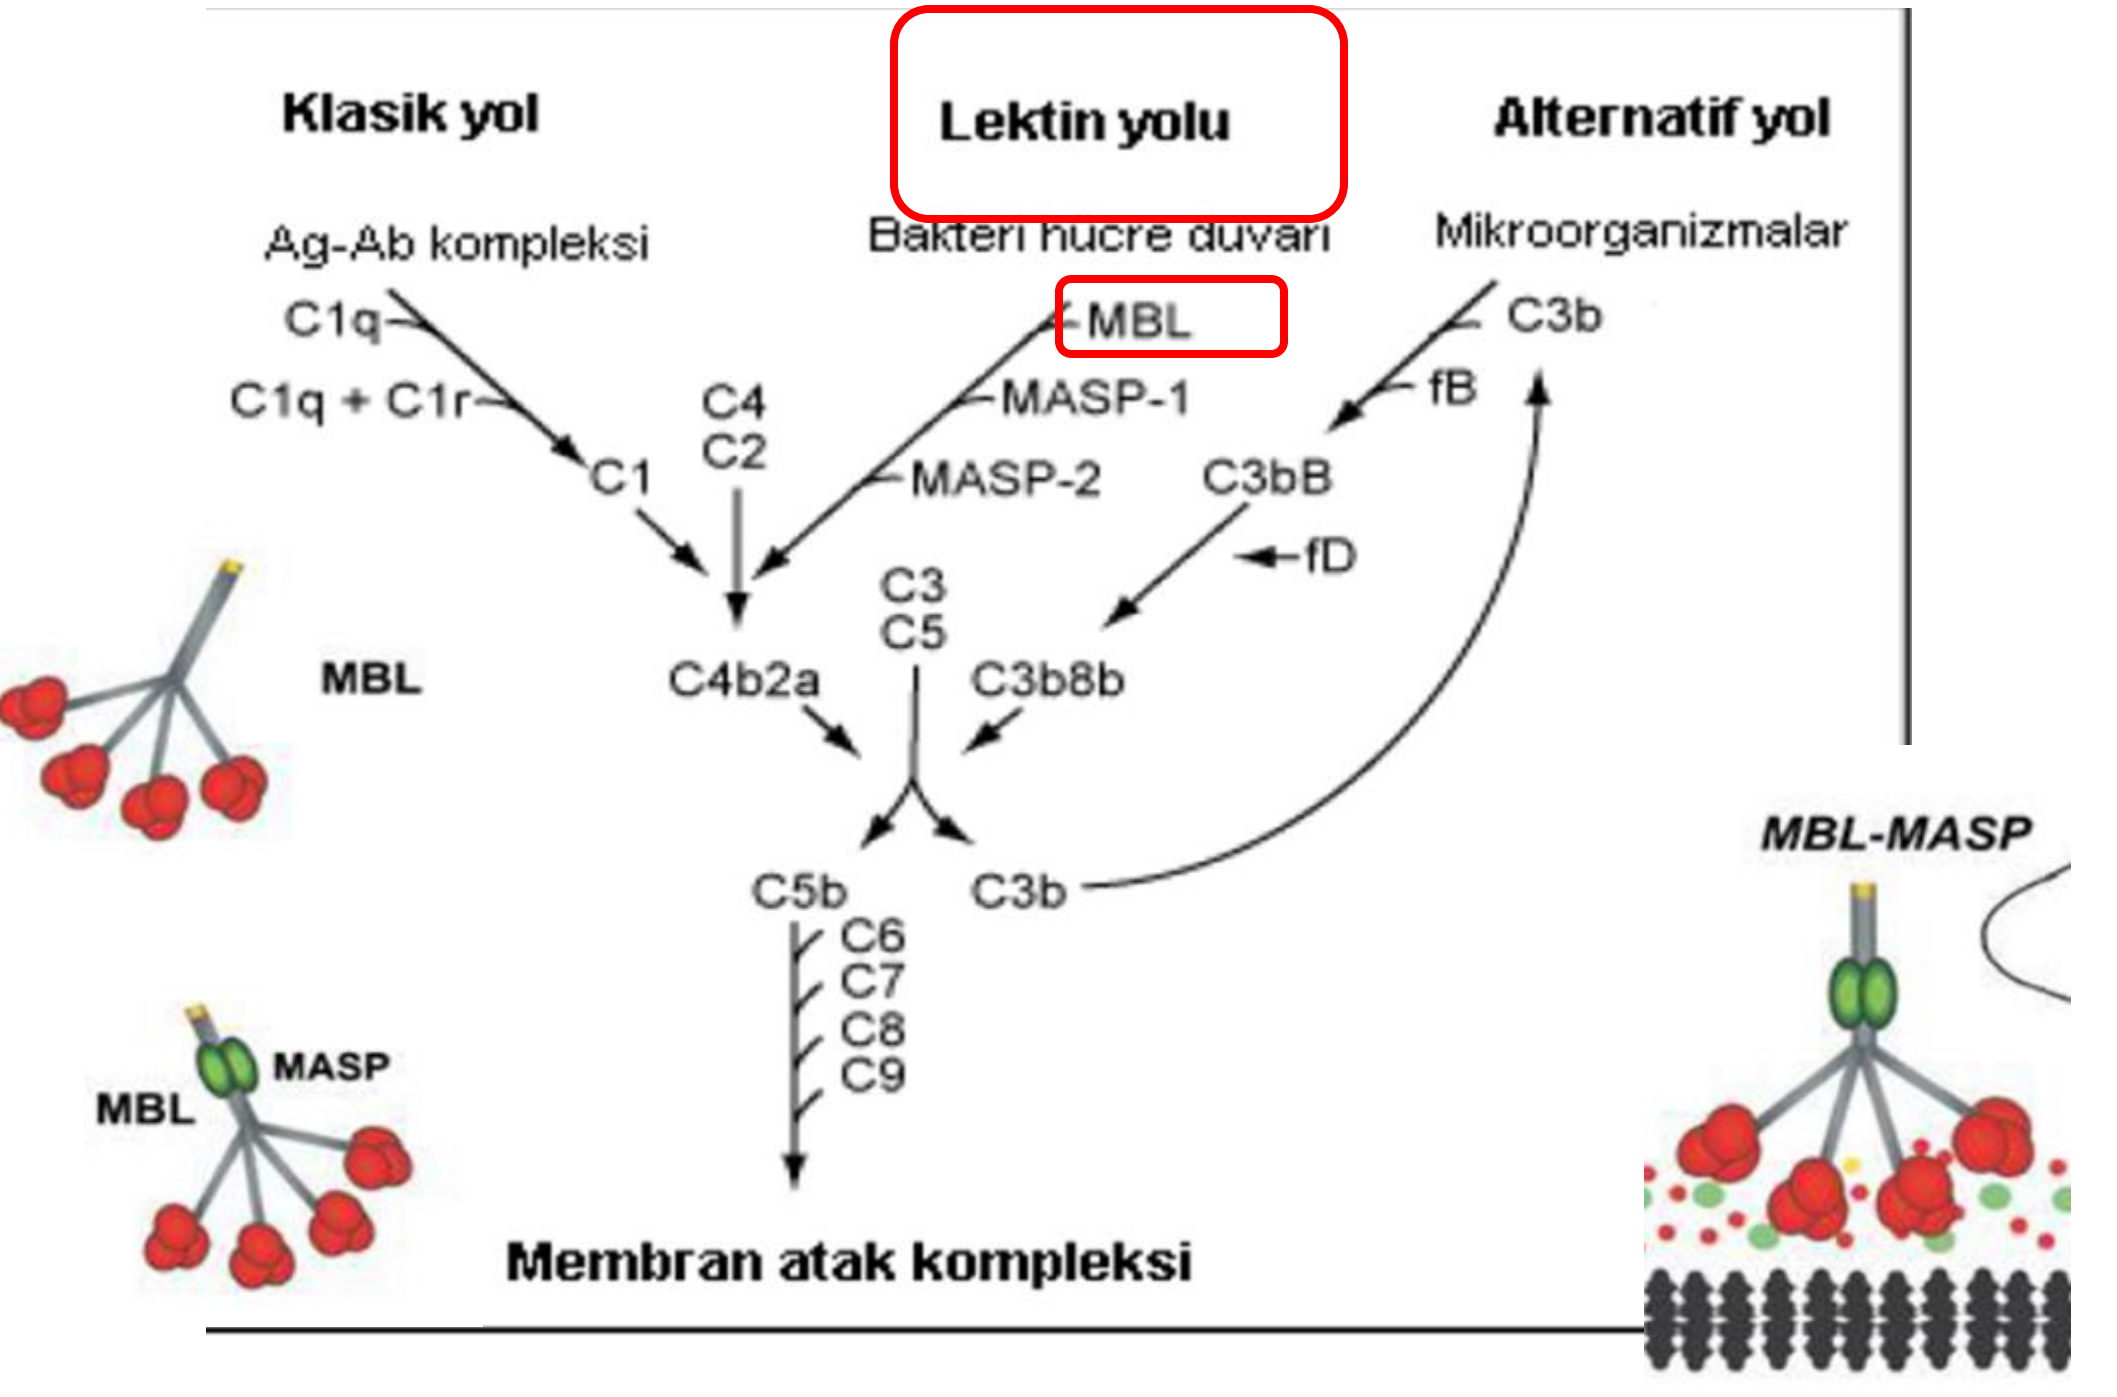 Klasik yol
Lektin yolu
Alternatif yol
Ag-Ab kompleksi
Bakteri hücre duvarı
Mikroorganizmalar
C1q
MBL
C3b
C1q + C1r
C4
MASP-1
fB
C2
C1
MASP-2
C3bB
fD
C3
C5
MBL
C4b2a
C3b8b
MBL-MASP
C5b
C3b
C6
C7
C8
C9
MASP
MBL
Membran atak kompleksi